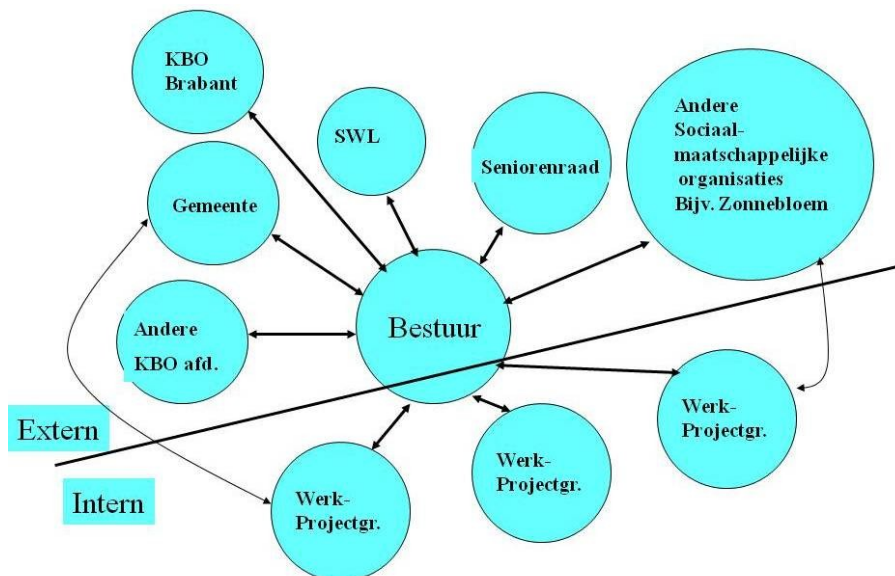 KBO
Brabant
SWL
Andere
Sociaal-
maatschappelijke
organisaties
Bijv. Zonnebloem
Seniorenraad
Gemeente
Bestuur
Andere
KBO afd.
Werk-
Projectgr.
Extern
Werk-
Projectgr.
Intern
Werk-
Projectgr.